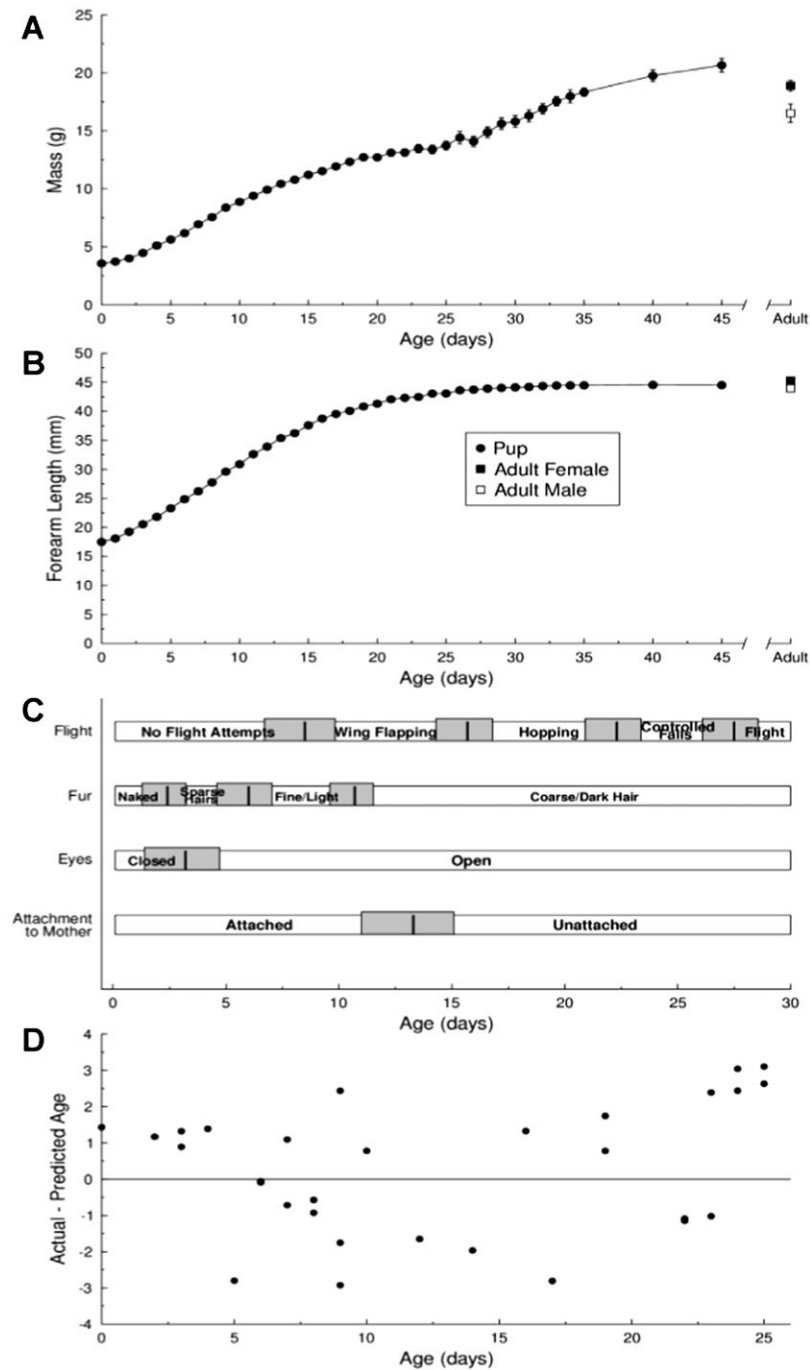 A
25
20
15
10
5
0
Mass (g)
0 5 10 15 20 25 30 35 40 45 Adult
Age (days)
B
50
45
40
35
30
25
20
15
10
5
0
Forearm Length (mm)
Pup
Adult Female
Adult Male
0 5 10 15 20 25 30 35 40 45 Adult
Age (days)
C
Flight No Flight Attempts Wing Flapping Hopping Controlled Falls Flight
Fur Naked Sparse Hairs Fine/Light Coarse/Dark Hair
Eyes Closed Open
Attachment
to Mother
Attached Unattached
0 5 10 15 20 25 30
Age (days)
D
4
3
2
1
0
-1
-2
-3
-4
Actual - Predicted Age
0 5 10 15 20 25
Age (days)